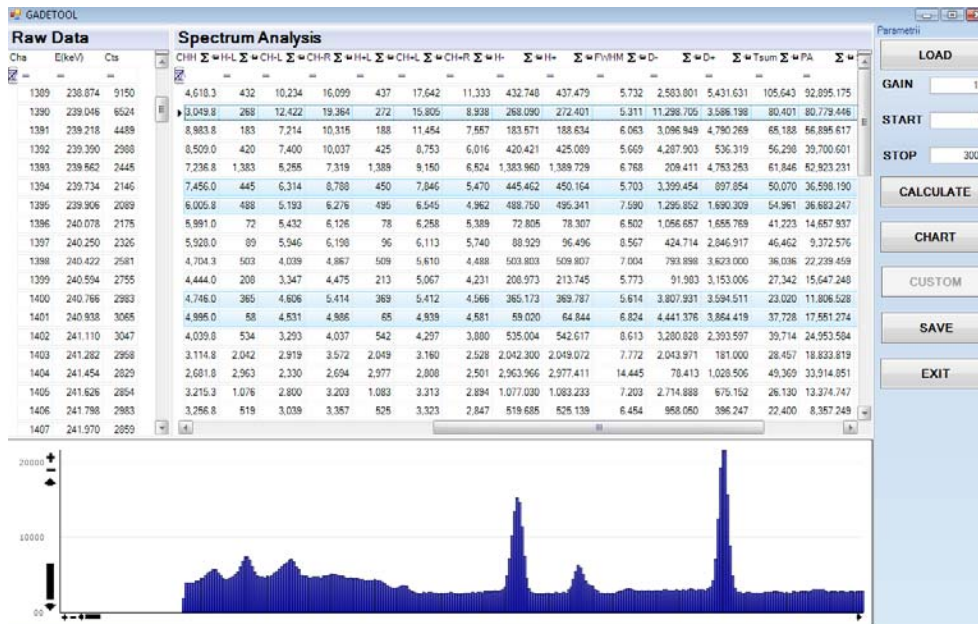 GADETOOL
Raw Data
Spectrum Analysis
Parametrii
Cha E(keV) Cts
CHH Σ H-L Σ CH-L Σ CH-R Σ H+L Σ CH+L Σ CH+R Σ H- Σ H+ Σ FWHM Σ D- Σ D+ Σ Tsum Σ PA Σ
= = =
= = = = = = = = = = = = = =
1389 238.874 9150
1390 239.046 6524
1391 239.218 4489
1392 239.390 2988
1393 239.562 2445
1394 239.734 2146
1395 239.906 2089
1396 240.078 2175
1397 240.250 2326
1398 240.422 2581
1399 240.594 2755
1400 240.766 2983
1401 240.938 3065
1402 241.110 3047
1403 241.282 2958
1404 241.454 2829
1405 241.626 2854
1406 241.798 2983
1407 241.970 2859
4,618.3 432 10,234 16,099 437 17,642 11,333 432.748 437.479 5.732 2,583.801 5,431.631 105,643 92,895.175
3,049.8 268 12,422 19,364 272 15,805 8,938 268.090 272.401 5.311 11,298.705 3,586.198 80,401 80,779.446
8,983.8 183 7,214 10,315 188 11,454 7,557 183.571 188.634 6.063 3,096.949 4,790.269 65,188 56,895.617
8,509.0 420 7,400 10,037 425 8,753 6,016 420.421 425.089 5.669 4,287.903 536.319 56,298 39,700.601
7,236.8 1,383 5,255 7,319 1,389 9,150 6,524 1,383.960 1,389.729 6.768 209.411 4,753.253 61,846 52,923.231
7,456.0 445 6,314 8,788 450 7,846 5,470 445.462 450.164 5.703 3,399.454 897.854 50,070 36,598.190
6,005.8 488 5,193 6,276 495 6,545 4,962 488.750 495.341 7.590 1,295.852 1,690.309 54,961 36,683.247
5,991.0 72 5,432 6,126 78 6,258 5,389 72.805 78.307 6.502 1,056.657 1,655.769 41,223 14,657.937
5,928.0 89 5,946 6,198 96 6,113 5,740 88.929 96.496 8.567 424.714 2,846.917 46,462 9,372.576
4,704.3 503 4,039 4,867 509 5,610 4,488 503.803 509.807 7.004 793.898 3,623.000 36,036 22,239.459
4,444.0 208 3,347 4,475 213 5,067 4,231 208.973 213.745 5.773 91.983 3,153.006 27,342 15,647.248
4,746.0 365 4,606 5,414 369 5,412 4,566 365.173 369.787 5.614 3,807.931 3,594.511 23,020 11,806.528
4,995.0 58 4,531 4,986 65 4,939 4,581 59.020 64.844 6.824 4,441.376 3,864.419 37,728 17,551.274
4,039.8 534 3,293 4,037 542 4,297 3,880 535.004 542.617 8.613 3,280.828 2,393.597 39,714 24,953.584
3,114.8 2,042 2,919 3,572 2,049 3,160 2,528 2,042.300 2,049.072 7.772 2,043.971 181.000 28,457 18,833.819
2,681.8 2,963 2,330 2,694 2,977 2,808 2,501 2,963.966 2,977.411 14.445 78.413 1,028.506 49,369 33,914.851
3,215.3 1,076 2,800 3,203 1,083 3,313 2,894 1,077.030 1,083.233 7.203 2,714.888 675.152 26,130 13,374.747
3,256.8 519 3,039 3,357 525 3,323 2,847 519.685 525.139 6.454 958.050 396.247 22,400 8,357.249
LOAD
GAIN 1
START
STOP 300
CALCULATE
CHART
CUSTOM
SAVE
EXIT
20000
10000
00